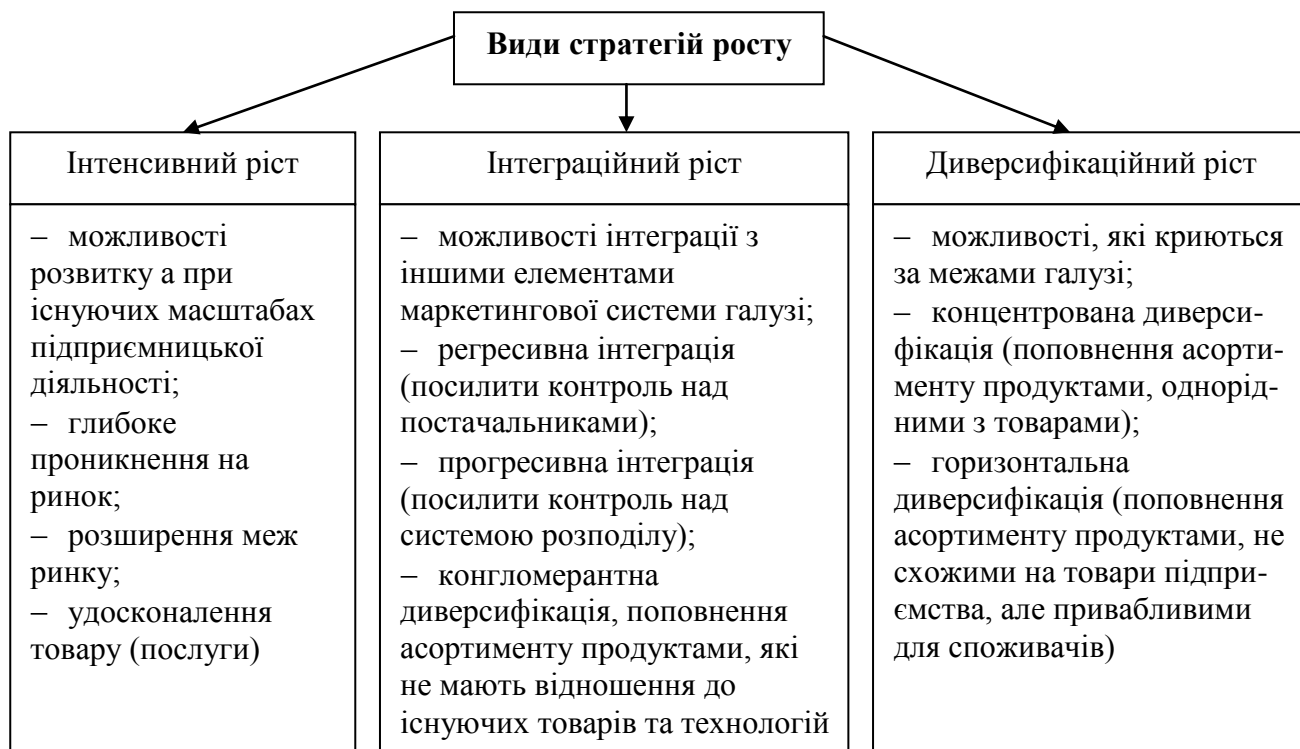 Види стратегій росту
Інтенсивний ріст
– можливості
розвитку а при
існуючих масштабах
підприємницької
діяльності;
– глибоке
проникнення на
ринок;
– розширення меж
ринку;
– удосконалення
товару (послуги)
Інтеграційний ріст
– можливості інтеграції з
іншими елементами
маркетингової системи галузі;
– регресивна інтеграція
(посилити контроль над
постачальниками);
– прогресивна інтеграція
(посилити контроль над
системою розподілу);
– конгломерантна
диверсифікація, поповнення
асортименту продуктами, які
не мають відношення до
існуючих товарів та технологій
Диверсифікаційний ріст
– можливості, які криються
за межами галузі;
– концентрована диверси-
фікація (поповнення асорти-
менту продуктами, однорід-
ними з товарами);
– горизонтальна
диверсифікація (поповнення
асортименту продуктами, не
схожими на товари підпри-
ємства, але привабливими
для споживачів)